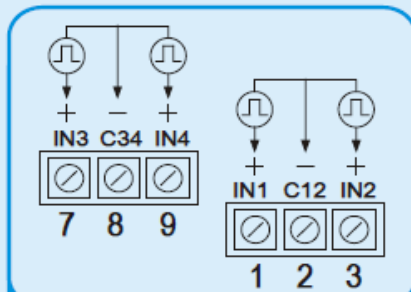 + − +
IN3 C34 IN4
7 8 9
+ − +
IN1 C12 IN2
1 2 3